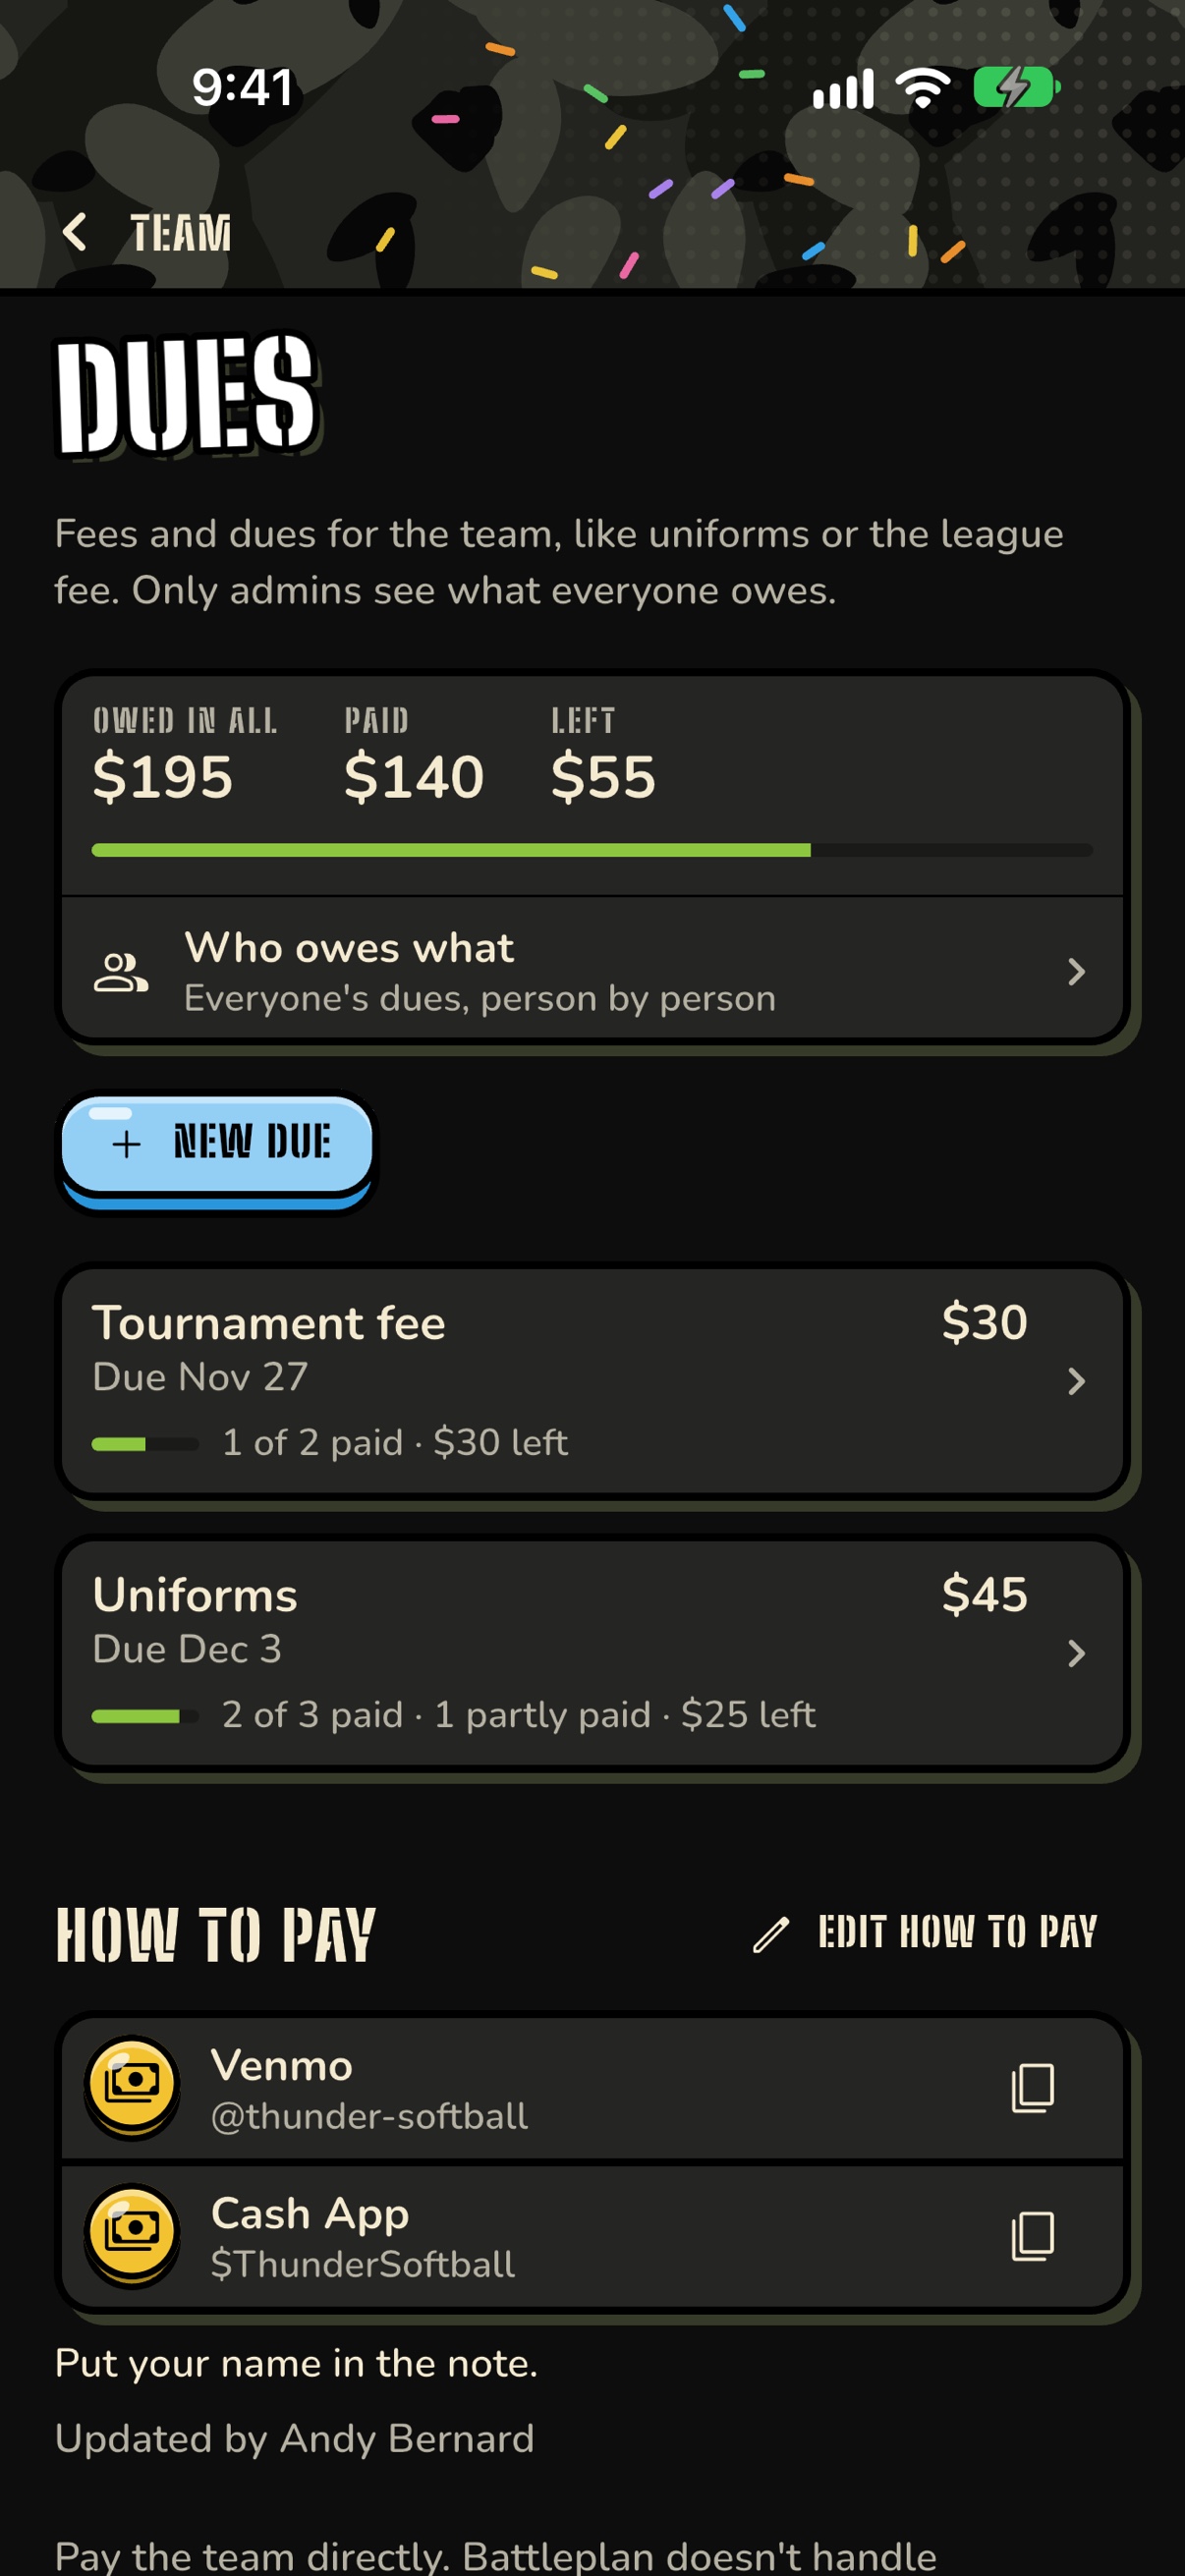 9:41
TEAM
DUES
Fees and dues for the team, like uniforms or the league
fee. Only admins see what everyone owes.
OWED IN ALL PAID LEFT
$195 $140 $55
Who owes what
Everyone's dues, person by person
+ NEW DUE
Tournament fee $30
Due Nov 27
1 of 2 paid · $30 left
Uniforms $45
Due Dec 3
2 of 3 paid · 1 partly paid · $25 left
HOW TO PAY EDIT HOW TO PAY
Venmo
@thunder-softball
Cash App
$ThunderSoftball
Put your name in the note.
Updated by Andy Bernard
Pay the team directly. Battleplan doesn't handle